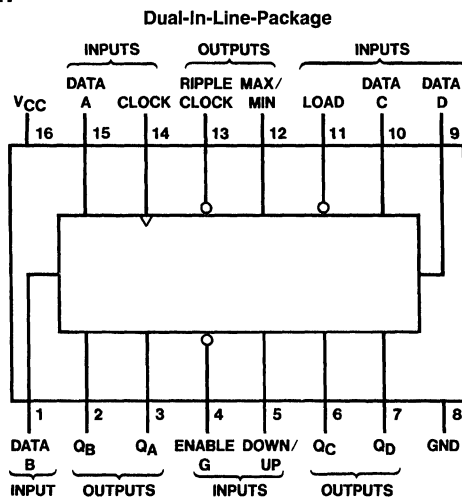 Dual-In-Line-Package
INPUTS OUTPUTS INPUTS
DATA RIPPLE MAX/ DATA DATA
VCC A CLOCK CLOCK MIN LOAD C D
16 15 14 13 12 11 10 9
1 2 3 4 5 6 7 8
DATA QB QA ENABLE DOWN/ QC QD GND
B G UP
INPUT OUTPUTS INPUTS OUTPUTS